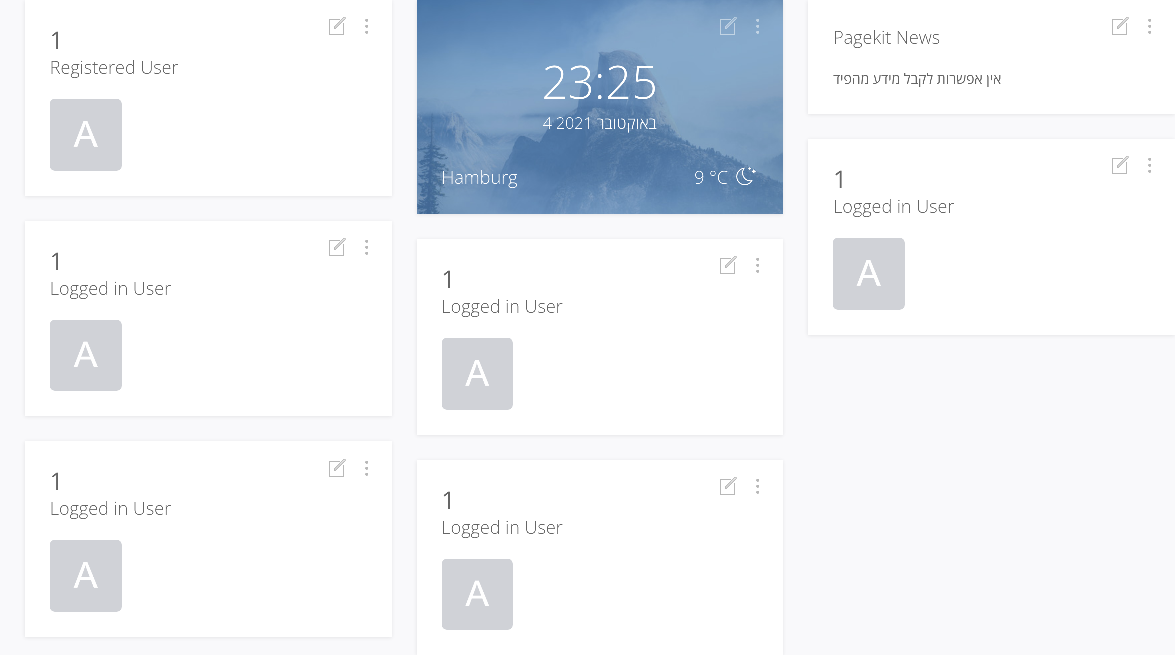 1
Registered User
A
1
Logged in User
A
1
Logged in User
A
23:25
4 באוקטובר 2021
Hamburg
9 °C
1
Logged in User
A
1
Logged in User
A
Pagekit News
אין אפשרות לקבל מידע מהפיד
1
Logged in User
A